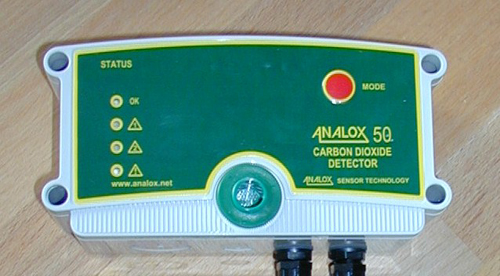 STATUS
OK
MODE
ANALOX 50
CARBON DIOXIDE
DETECTOR
www.analox.net
ANALOX SENSOR TECHNOLOGY